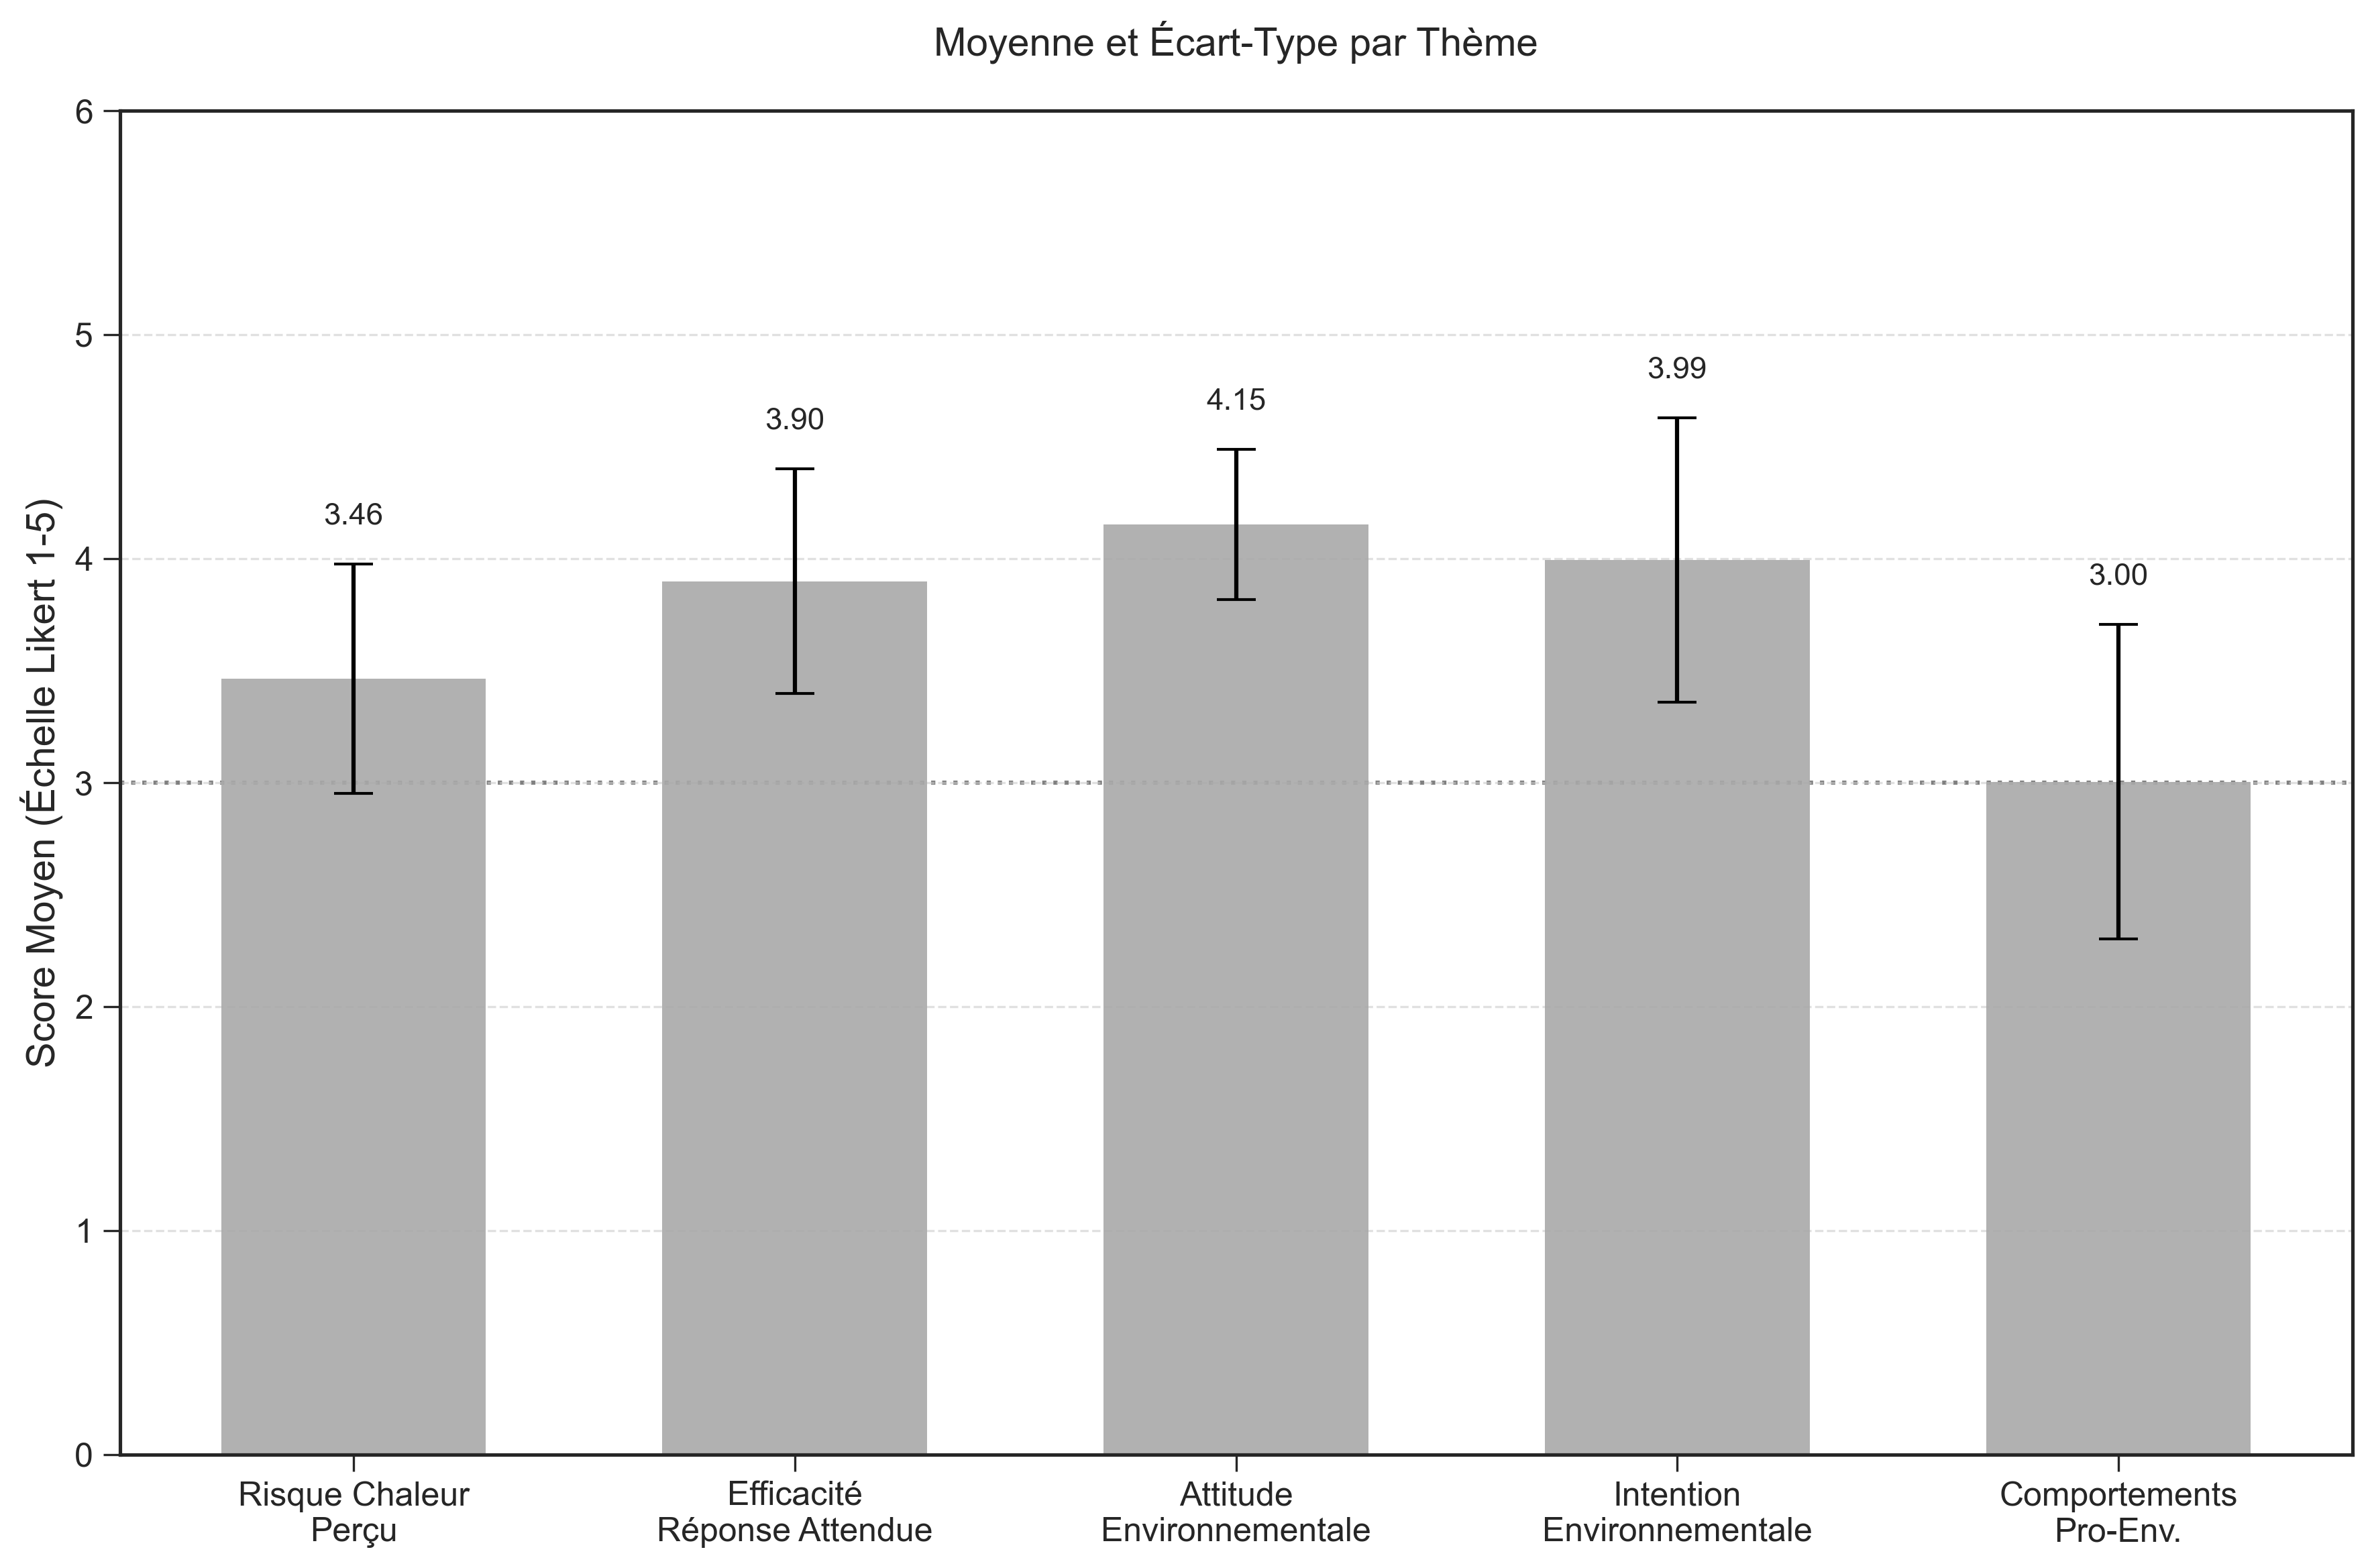 Moyenne et Écart-Type par Thème
Score Moyen (Échelle Likert 1-5)
6
5
4
3
2
1
0
3.46
3.90
4.15
3.99
3.00
Risque Chaleur
Perçu
Efficacité
Réponse Attendue
Attitude
Environnementale
Intention
Environnementale
Comportements
Pro-Env.